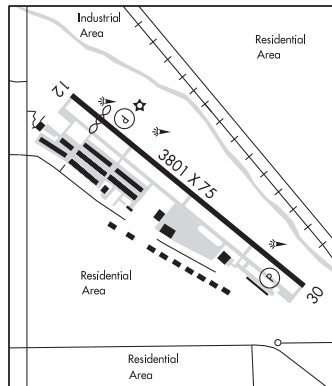 Industrial
Area
Residential
Area
12
P
3801 X 75
P
30
Residential
Area
Residential
Area